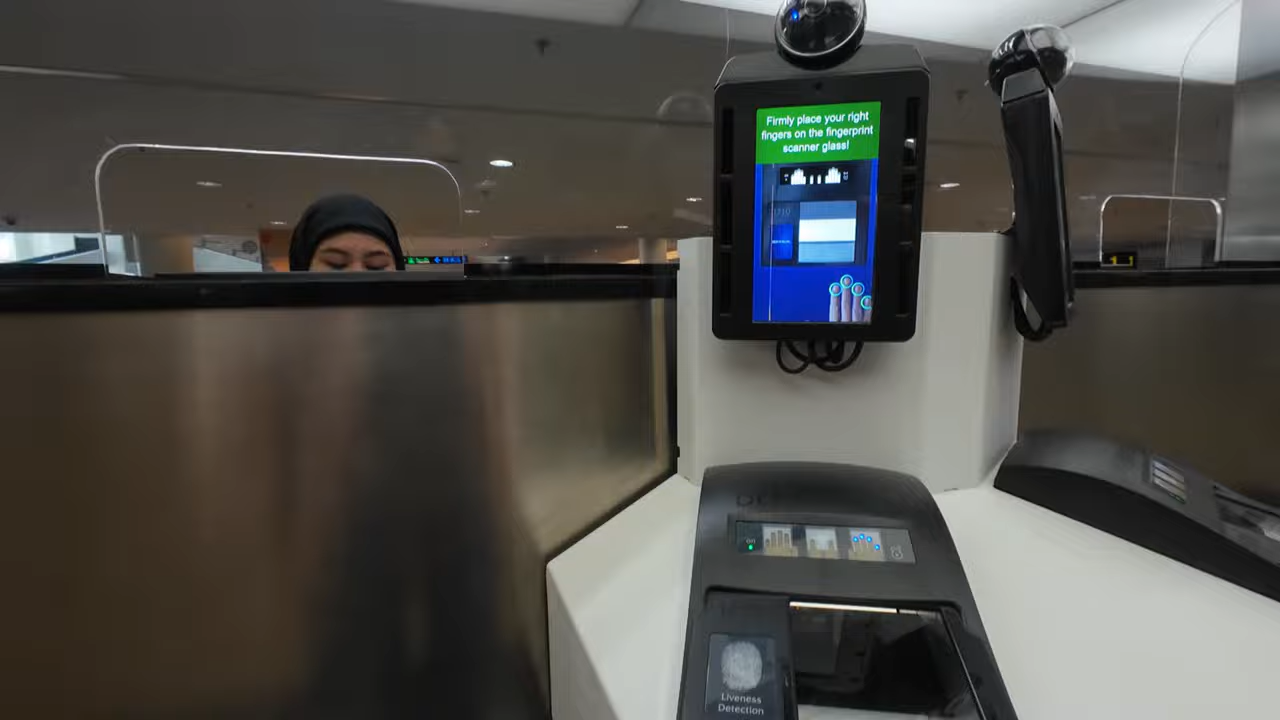 Firmly place your right
fingers on the fingerprint
scanner glass!
Liveness
Detection